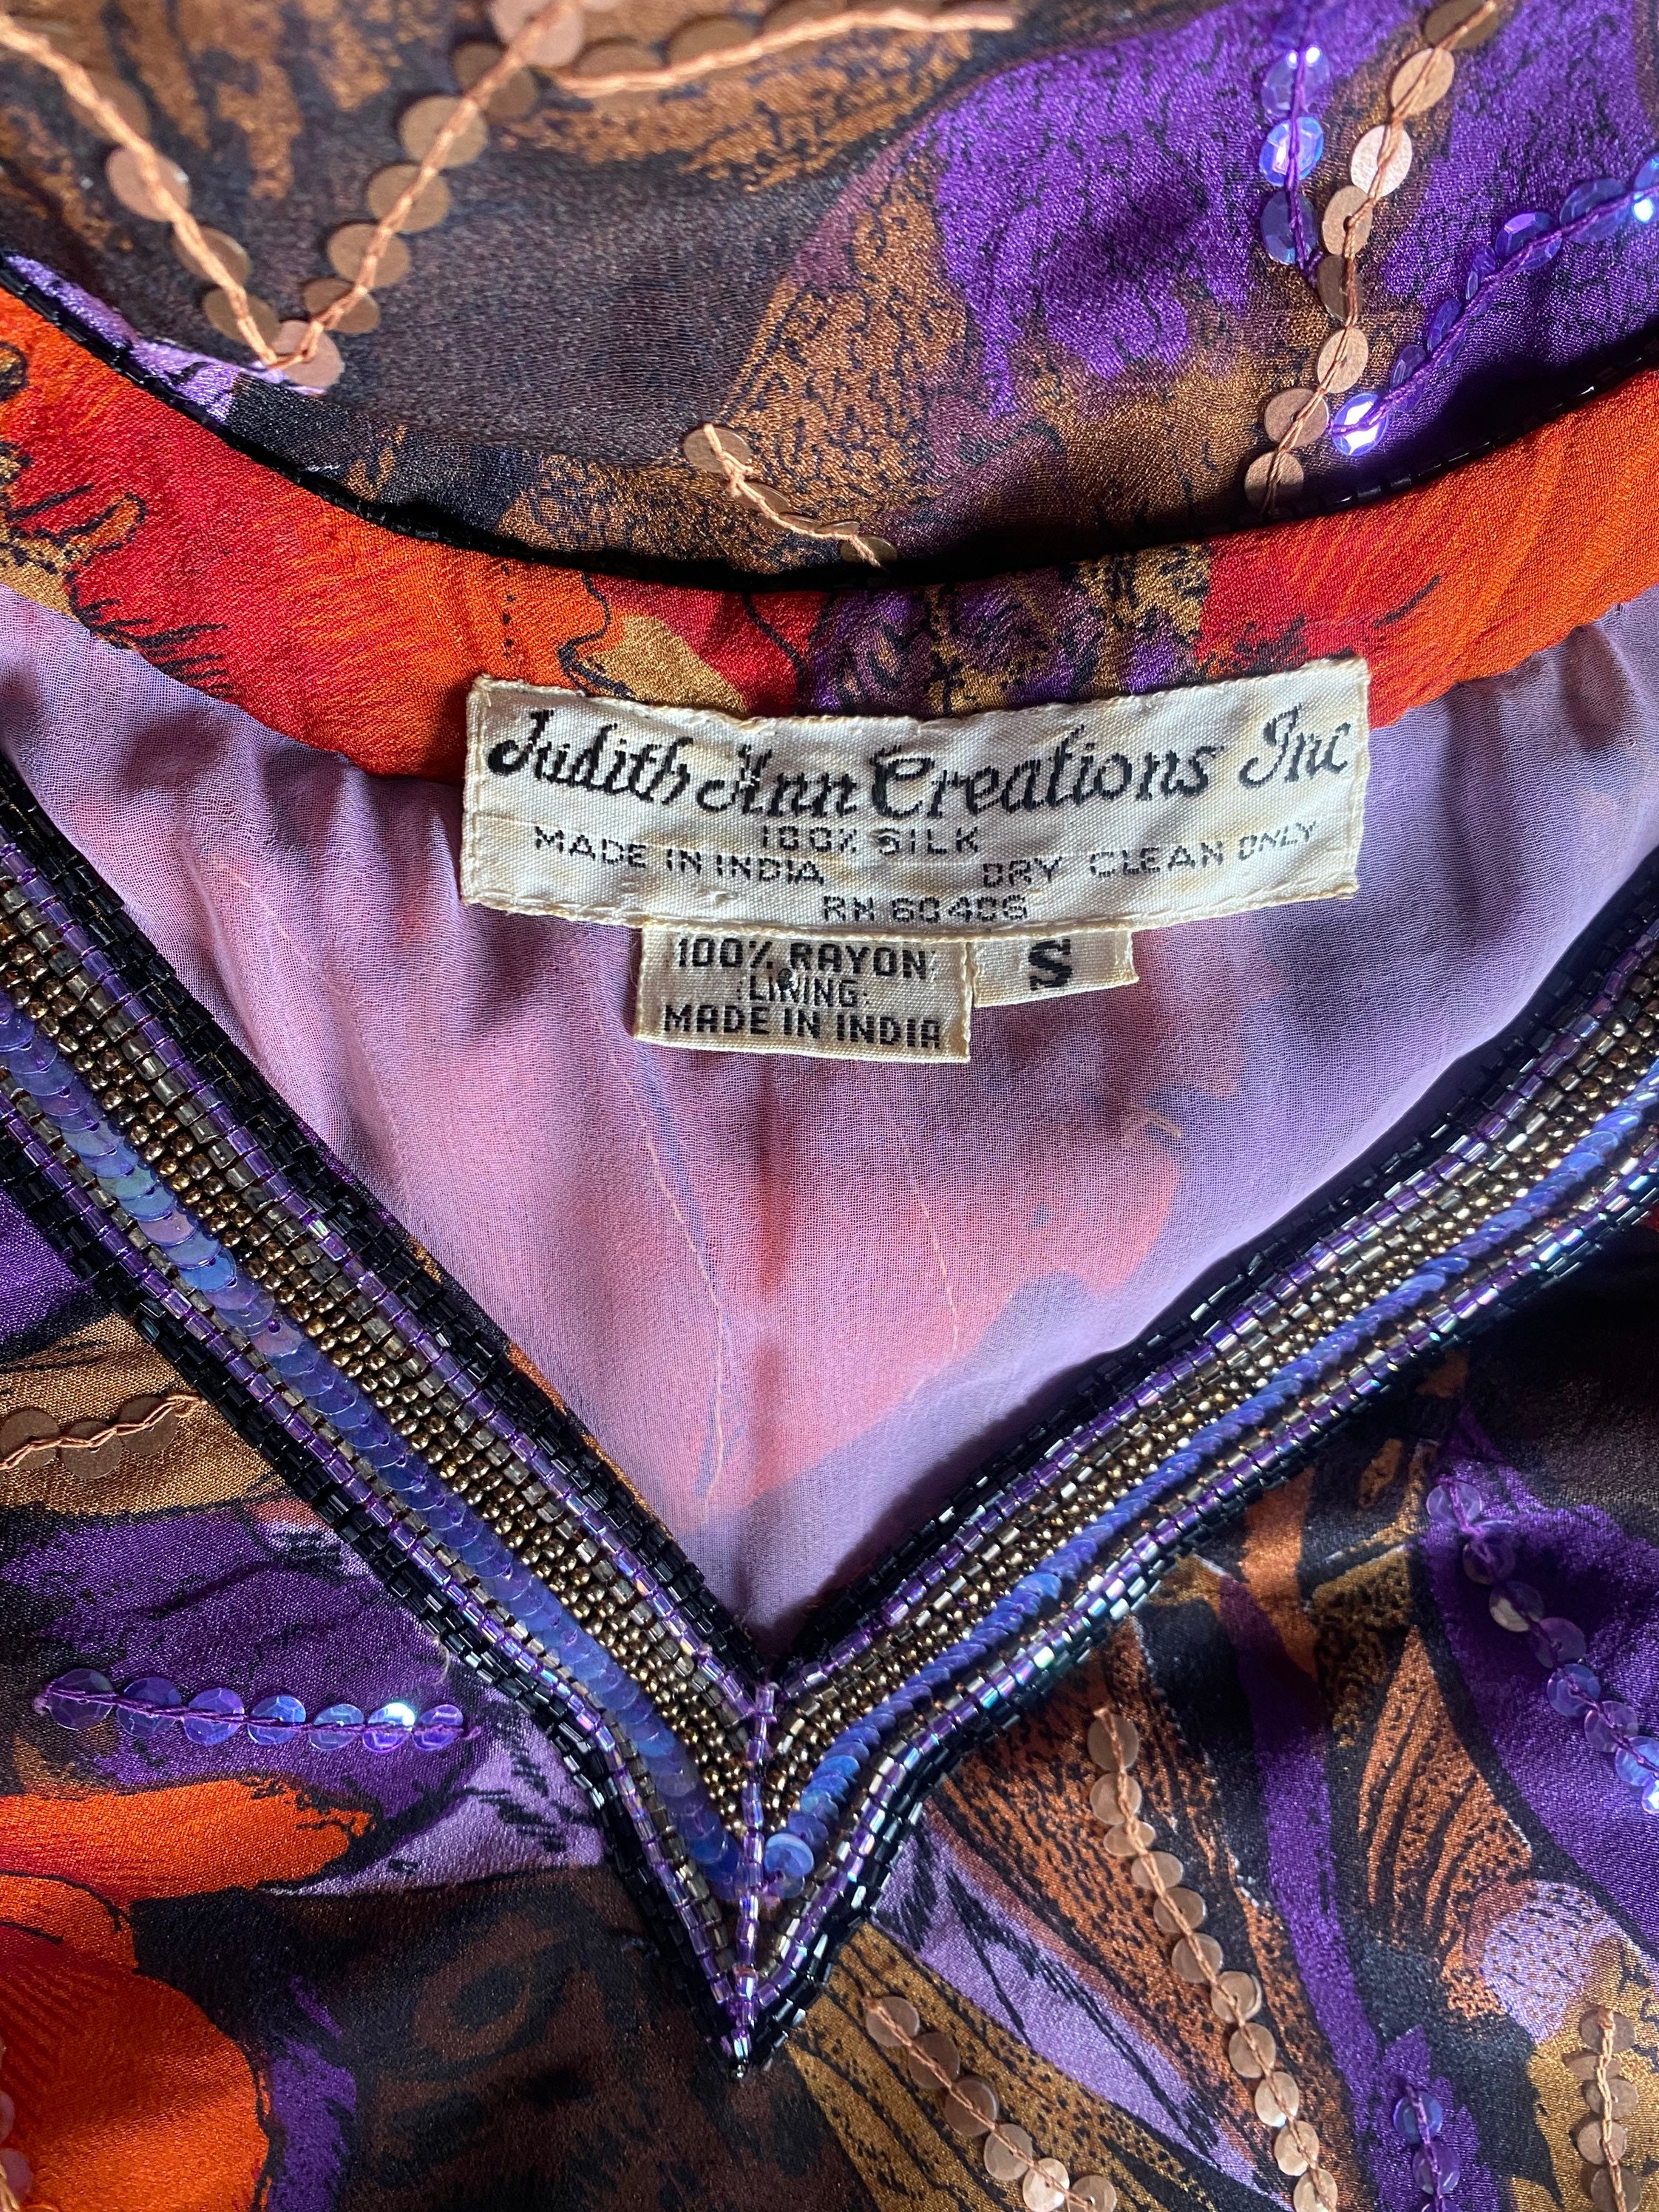 Judith Ann Creations Inc
100% SILK
MADE IN INDIA DRY CLEAN ONLY
RN 60406
100% RAYON
LINING
MADE IN INDIA
S